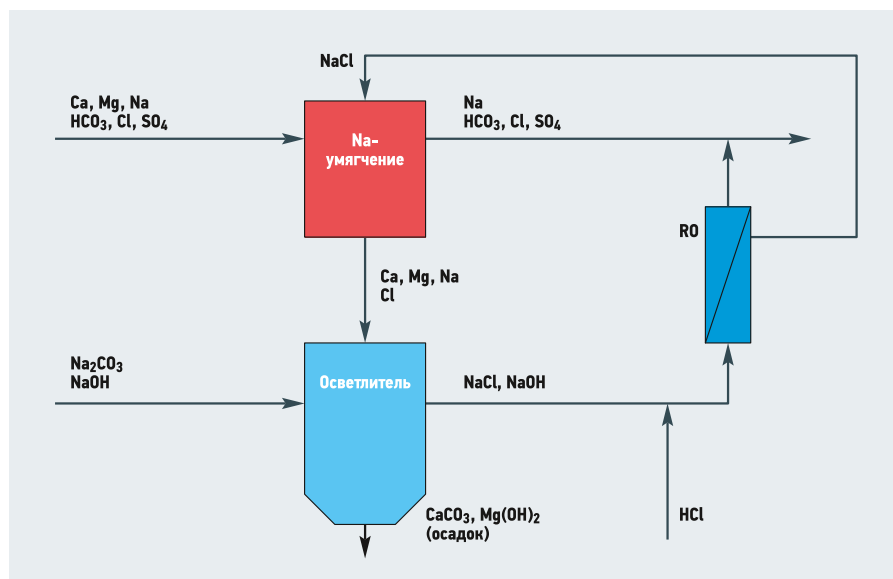 NaCl
Ca, Mg, Na
HCO₃, Cl, SO₄
Na-
умягчение
Na
HCO₃, Cl, SO₄
RO
Ca, Mg, Na
Cl
Na₂CO₃
NaOH
Осветлитель
NaCl, NaOH
CaCO₃, Mg(OH)₂
(осадок)
HCl